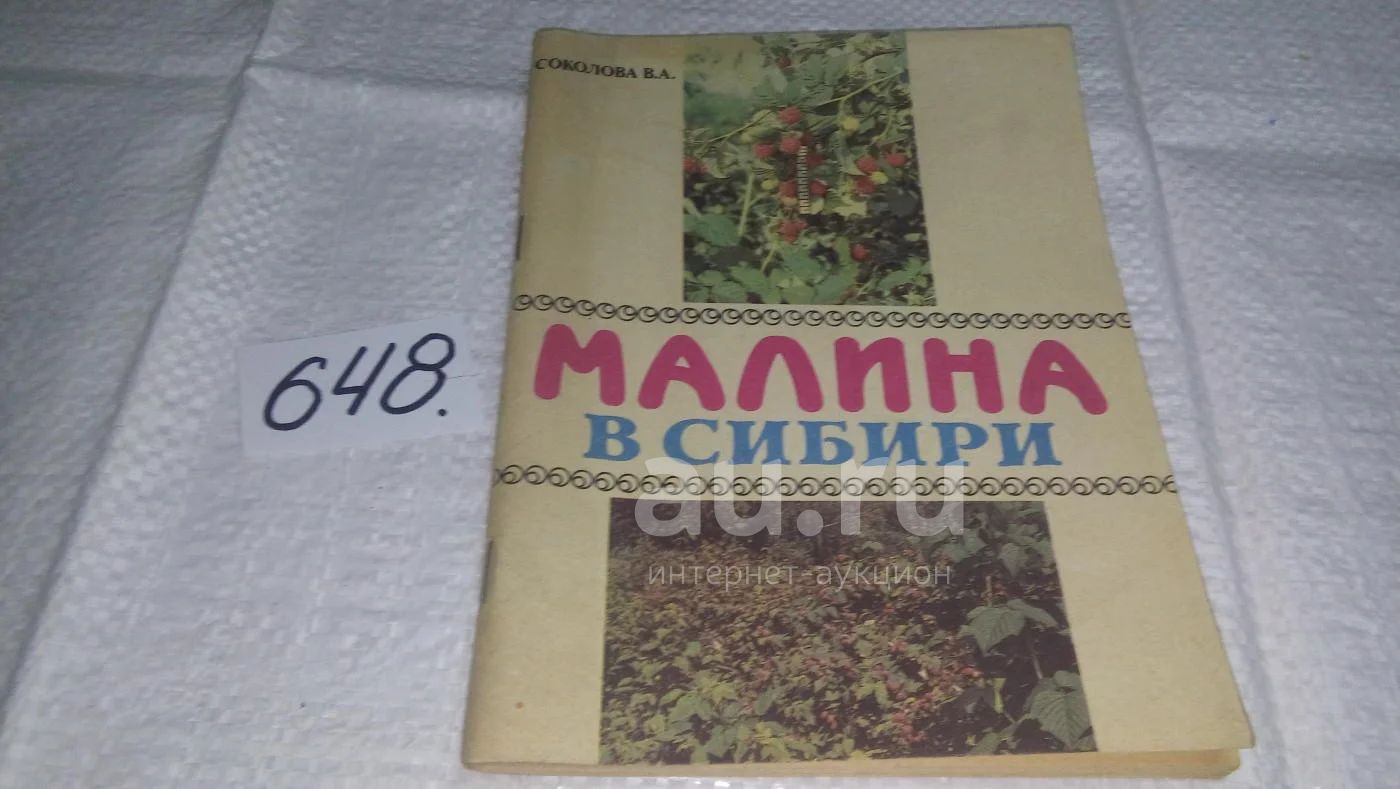 СОКОЛОВА В.А.
МАЛИНА
В СИБИРИ
648.
au.ru
интернет-аукцион